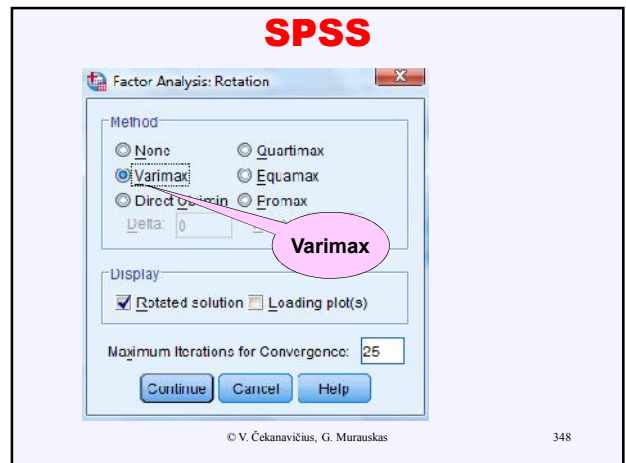 SPSS
Factor Analysis: Rotation
Method
None Quartimax
Varimax Equamax
Direct Promax
Delta: 0
Varimax
Display
Rotated solution Loading plot(s)
Maximum Iterations for Convergence: 25
Continue Cancel Help
© V. Čekanavičius, G. Murauskas 348